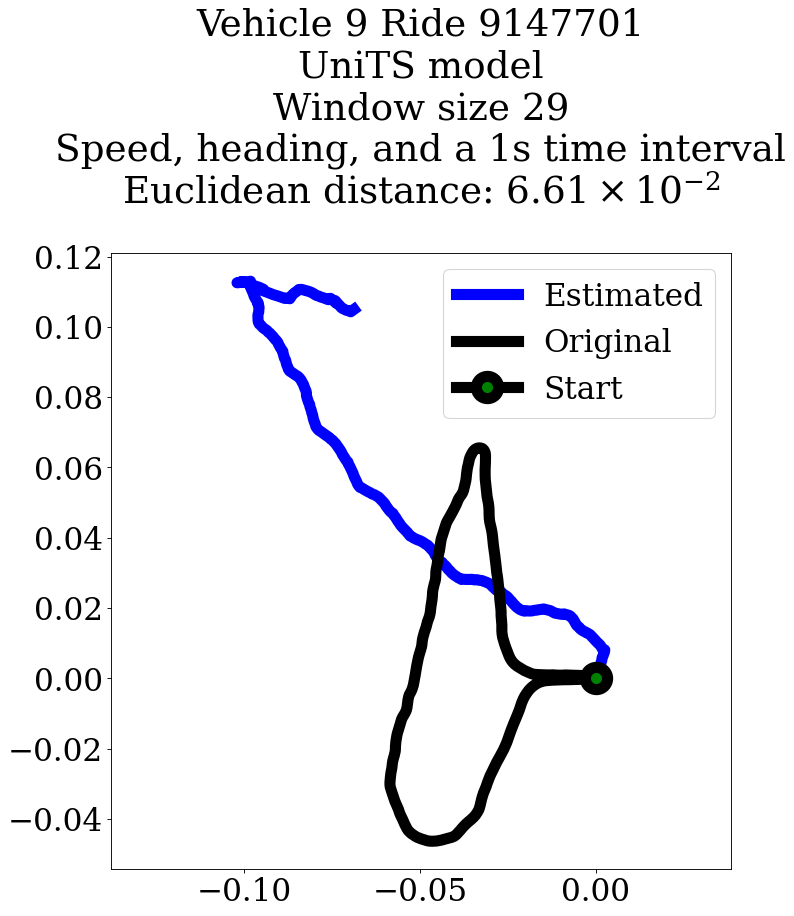 Vehicle 9 Ride 9147701
UniTS model
Window size 29
Speed, heading, and a 1s time interval
Euclidean distance: 6.61 × 10⁻²
0.12
0.10
0.08
0.06
0.04
0.02
0.00
−0.02
−0.04
Estimated
Original
Start
−0.10
−0.05
0.00